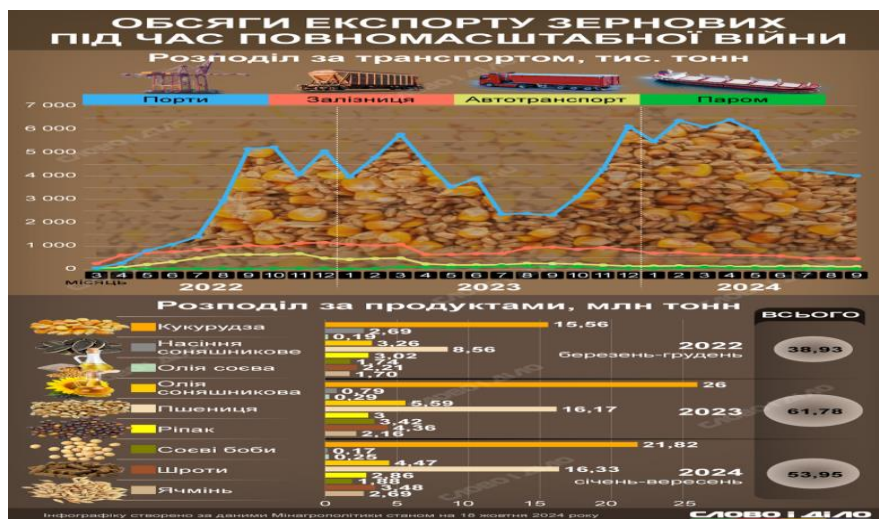 ОБСЯГИ ЕКСПОРТУ ЗЕРНОВИХ
ПІД ЧАС ПОВНОМАСШТАБНОЇ ВІЙНИ
Розподіл за транспортом, тис. тонн
Порти Залізниця Автотранспорт Паром
7 000
6 000
5 000
4 000
3 000
2 000
1 000
0
3 4 5 6 7 8 9 10 11 12 1 2 3 4 5 6 7 8 9 10 11 12 1 2 3 4 5 6 7 8 9
місяць
2022 2023 2024
Розподіл за продуктами, млн тонн
ВСЬОГО
Кукурудза
Насіння
соняшникове
Олія соєва
Олія
соняшникова
Пшениця
Ріпак
Соєві боби
Шроти
Ячмінь
15,56
2,69
0,19
3,26
8,56
3,02
2,21
1,70
2022
березень-грудень
38,93
26
0,79
0,29
5,59
16,17
3
3,42
4,36
2,16
2023
61,78
21,82
0,17
0,25
4,47
16,33
2,86
1,88
3,48
2,69
2024
січень-вересень
53,95
0 5 10 15 20 25
Інфографіку створено за даними Мінагрополітики станом на 18 жовтня 2024 року
СЛОВО І ДІЛО